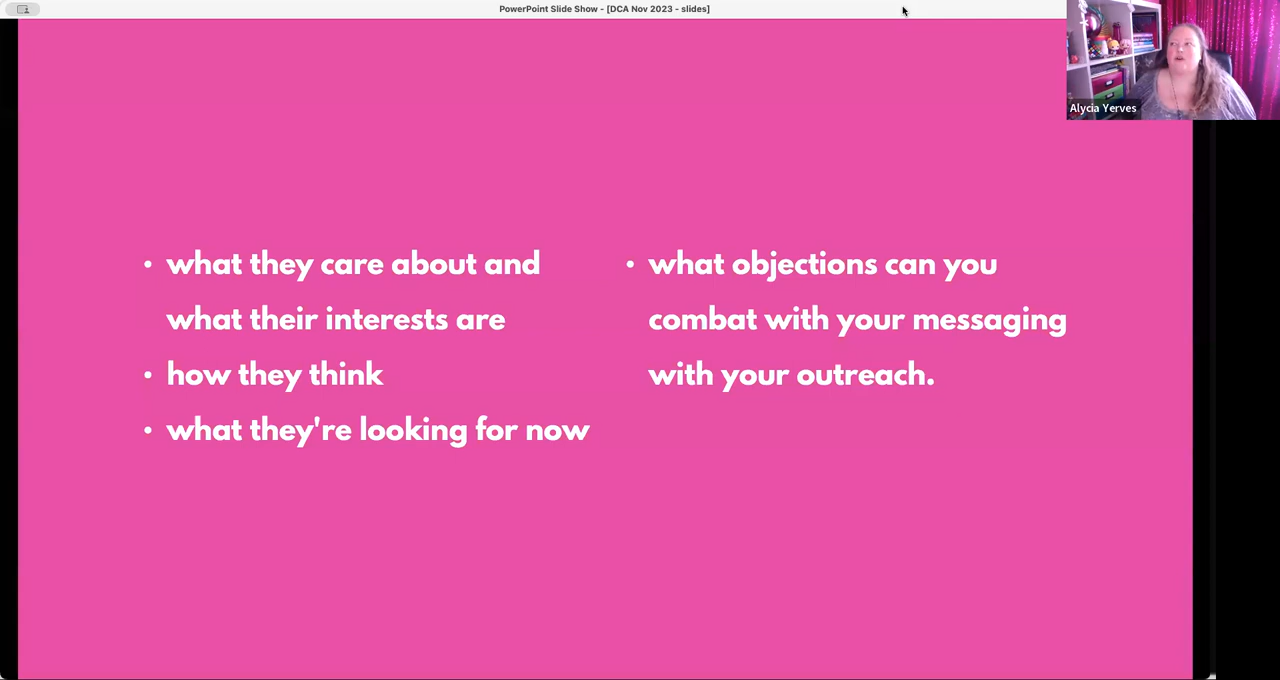 PowerPoint Slide Show - [DCA Nov 2023 - slides]
Alycia Yerves
• what they care about and
what their interests are
• how they think
• what they're looking for now
• what objections can you
combat with your messaging
with your outreach.